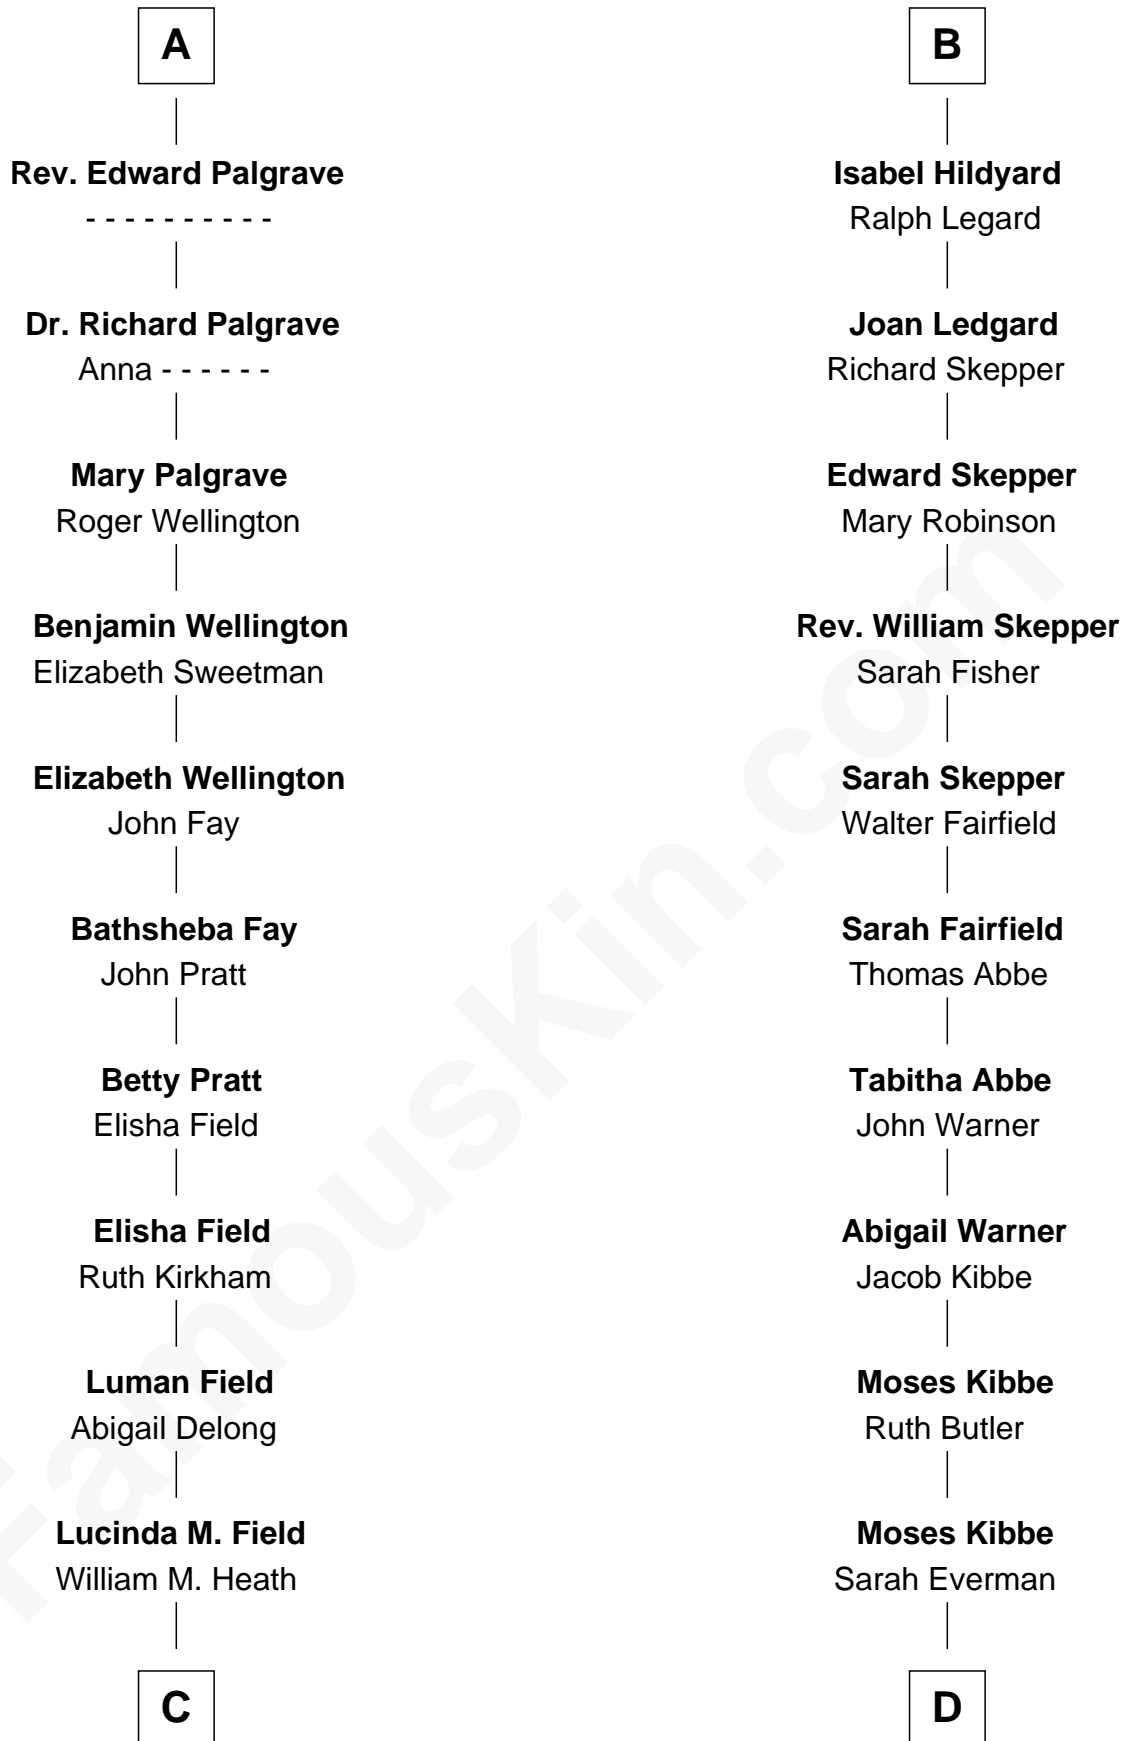 A
Rev. Edward Palgrave
- - - - - - - - - -
Dr. Richard Palgrave
Anna - - - - - -
Mary Palgrave
Roger Wellington
Benjamin Wellington
Elizabeth Sweetman
Elizabeth Wellington
John Fay
Bathsheba Fay
John Pratt
Betty Pratt
Elisha Field
Elisha Field
Ruth Kirkham
Luman Field
Abigail Delong
Lucinda M. Field
William M. Heath
C
B
Isabel Hildyard
Ralph Legard
Joan Ledgard
Richard Skepper
Edward Skepper
Mary Robinson
Rev. William Skepper
Sarah Fisher
Sarah Skepper
Walter Fairfield
Sarah Fairfield
Thomas Abbe
Tabitha Abbe
John Warner
Abigail Warner
Jacob Kibbe
Moses Kibbe
Ruth Butler
Moses Kibbe
Sarah Everman
D
FamousKin.com